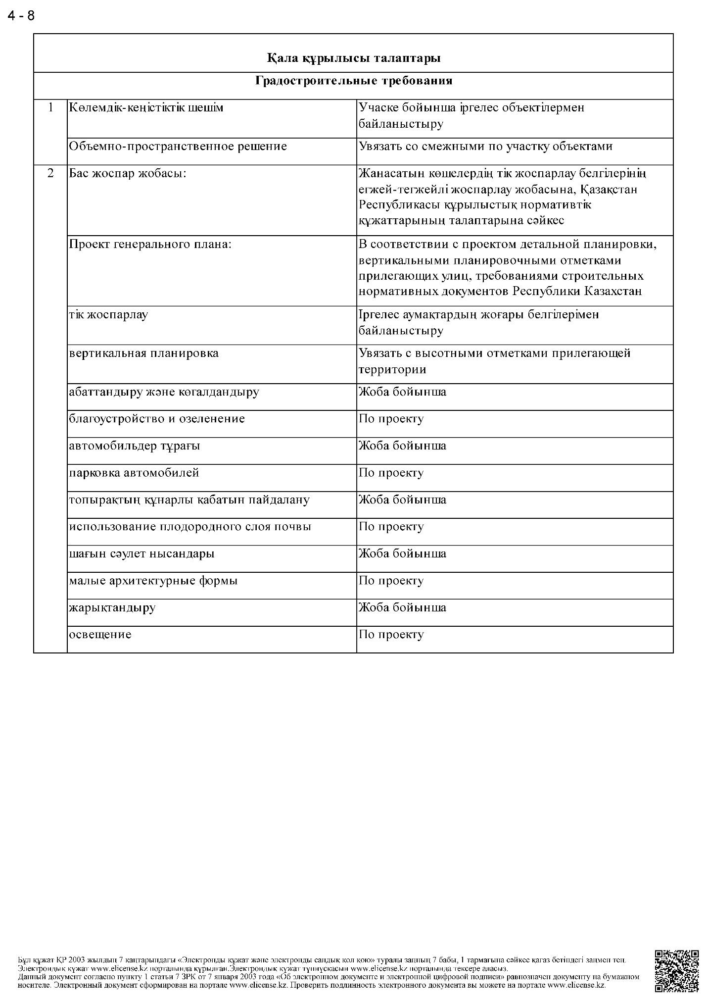 4 - 8
Қала құрылысы талаптары
Градостроительные требования
1
Көлемдік-кеңістіктік шешім
Учаске бойынша іргелес объектілермен
байланыстыру
Объемно-пространственное решение
Увязать со смежными по участку объектами
2
Бас жоспар жобасы:
Жанасатын көшелердің тік жоспарлау белгілерінің
егжей-тегжейлі жоспарлау жобасына, Қазақстан
Республикасы құрылыстық нормативтік
құжаттарының талаптарына сәйкес
Проект генерального плана:
В соответствии с проектом детальной планировки,
вертикальными планировочными отметками
прилегающих улиц, требованиями строительных
нормативных документов Республики Казахстан
тік жоспарлау
Іргелес аумақтардың жоғары белгілерімен
байланыстыру
вертикальная планировка
Увязать с высотными отметками прилегающей
территории
абаттандыру және көгалдандыру
Жоба бойынша
благоустройство и озеленение
По проекту
автомобильдер тұрағы
Жоба бойынша
парковка автомобилей
По проекту
топырақтың құнарлы қабатын пайдалану
Жоба бойынша
использование плодородного слоя почвы
По проекту
шағын сәулет нысандары
Жоба бойынша
малые архитектурные формы
По проекту
жарықтандыру
Жоба бойынша
освещение
По проекту
Бұл құжат ҚР 2003 жылдың 7 қаңтарындағы «Электронды құжат және электронды сандық қол қою» туралы заңның 7 бабы, 1 тармағына сәйкес қағаз бетіндегі заңмен тең.
Электрондық құжат www.elicense.kz порталында құрылған.Электрондық құжат түпнұсқасын www.elicense.kz порталында тексере аласыз.
Данный документ согласно пункту 1 статьи 7 ЗРК от 7 января 2003 года «Об электронном документе и электронной цифровой подписи» равнозначен документу на бумажном
носителе. Электронный документ сформирован на портале www.elicense.kz. Проверить подлинность электронного документа вы можете на портале www.elicense.kz.